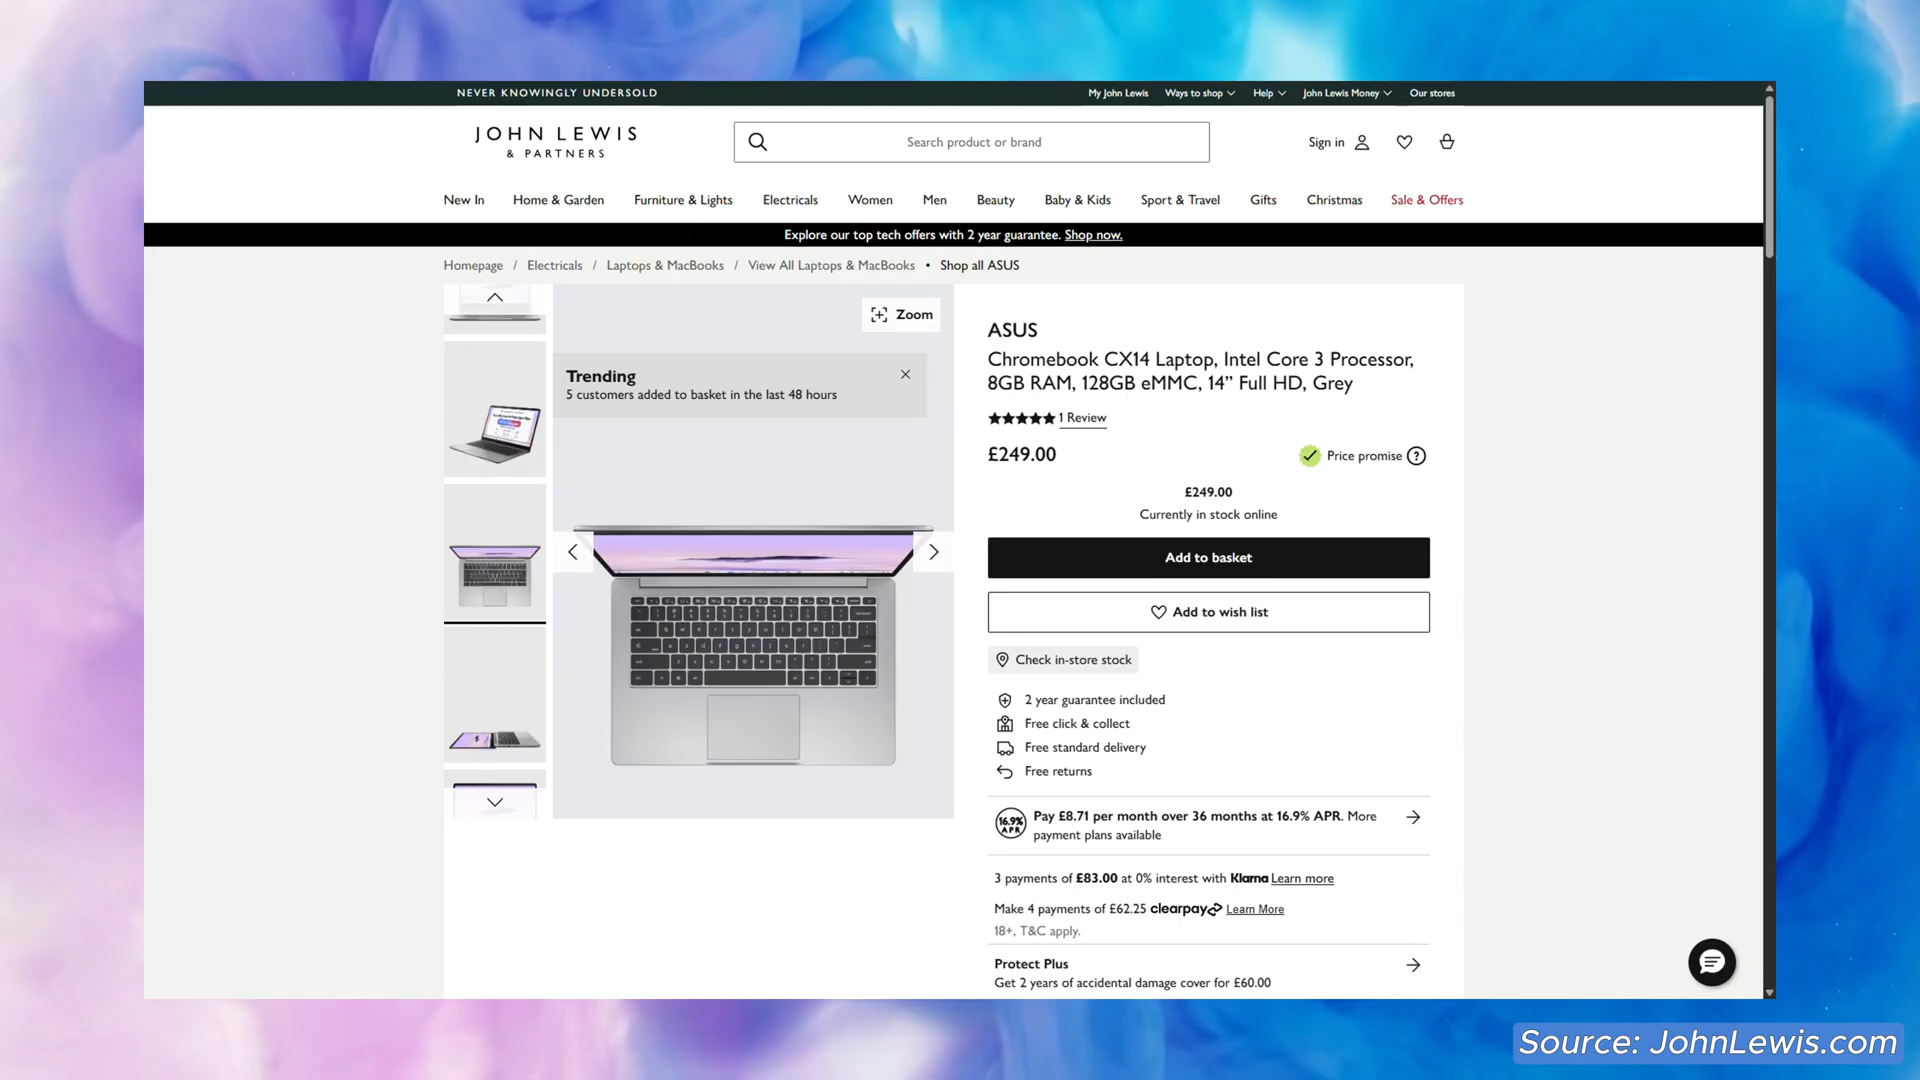 NEVER KNOWINGLY UNDERSOLD
My John Lewis Ways to shop Help John Lewis Money Our stores
JOHN LEWIS
& PARTNERS
Search product or brand
Sign in
New In Home & Garden Furniture & Lights Electricals Women Men Beauty Baby & Kids Sport & Travel Gifts Christmas Sale & Offers
Explore our top tech offers with 2 year guarantee. Shop now.
Homepage / Electricals / Laptops & MacBooks / View All Laptops & MacBooks • Shop all ASUS
Zoom
Trending
5 customers added to basket in the last 48 hours
ASUS
Chromebook CX14 Laptop, Intel Core 3 Processor,
8GB RAM, 128GB eMMC, 14” Full HD, Grey
1 Review
£249.00
Price promise ?
£249.00
Currently in stock online
Add to basket
Add to wish list
Check in-store stock
2 year guarantee included
Free click & collect
Free standard delivery
Free returns
16.9%
APR
Pay £8.71 per month over 36 months at 16.9% APR. More
payment plans available
3 payments of £83.00 at 0% interest with Klarna Learn more
Make 4 payments of £62.25 clearpay Learn More
18+, T&C apply.
Protect Plus
Get 2 years of accidental damage cover for £60.00
Source: JohnLewis.com